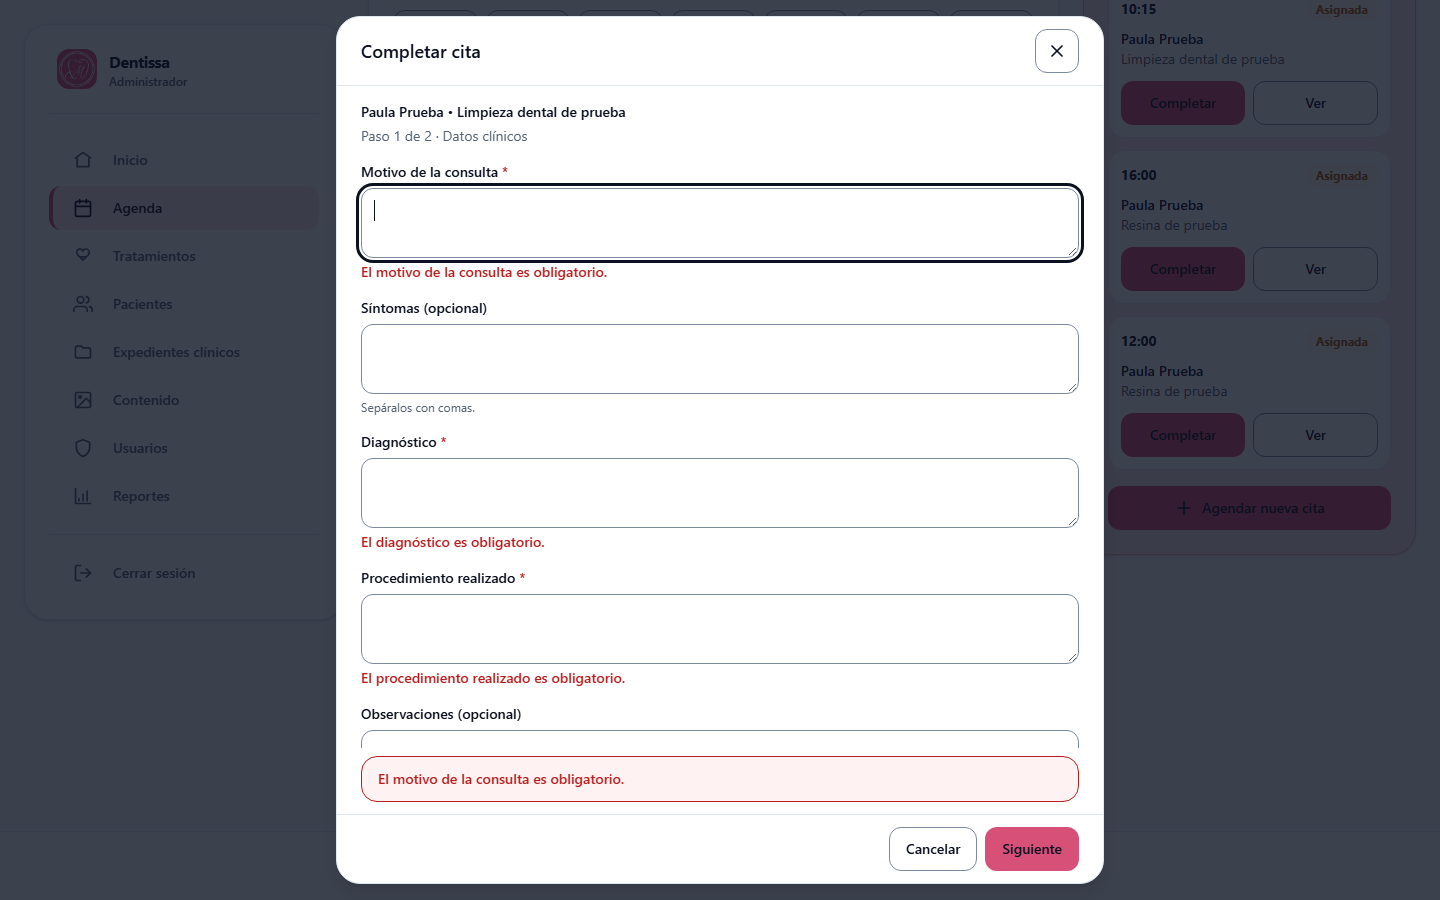 Dentissa
Administrador
Inicio
Agenda
Tratamientos
Pacientes
Expedientes clínicos
Contenido
Usuarios
Reportes
Cerrar sesión
Completar cita
Paula Prueba • Limpieza dental de prueba
Paso 1 de 2 · Datos clínicos
Motivo de la consulta *
El motivo de la consulta es obligatorio.
Síntomas (opcional)
Sepáralos con comas.
Diagnóstico *
El diagnóstico es obligatorio.
Procedimiento realizado *
El procedimiento realizado es obligatorio.
Observaciones (opcional)
El motivo de la consulta es obligatorio.
Cancelar Siguiente
10:15 Asignada
Paula Prueba
Limpieza dental de prueba
Completar Ver
16:00 Asignada
Paula Prueba
Resina de prueba
Completar Ver
12:00 Asignada
Paula Prueba
Resina de prueba
Completar Ver
Agendar nueva cita